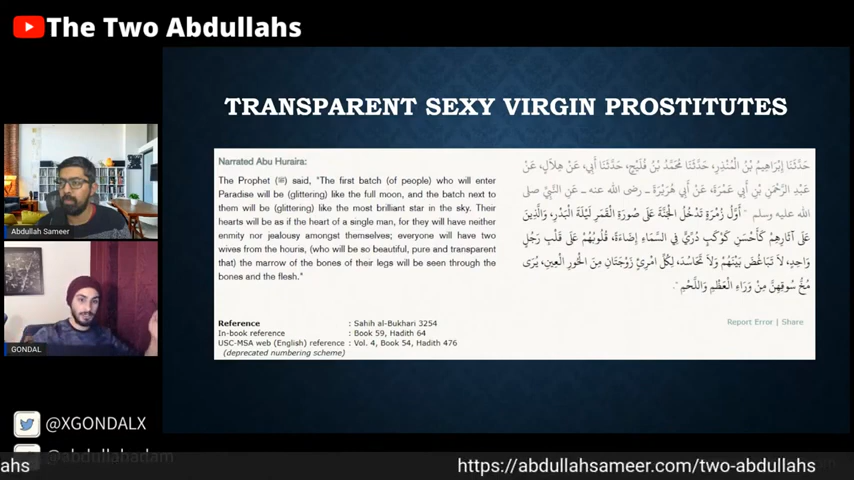 The Two Abdullahs
TRANSPARENT SEXY VIRGIN PROSTITUTES
Narrated Abu Huraira:
The Prophet (ﷺ) said, "The first batch (of people) who will enter
Paradise will be (glittering) like the full moon, and the batch next to
them will be (glittering) like the most brilliant star in the sky. Their
hearts will be as if the heart of a single man, for they will have neither
enmity nor jealousy amongst themselves; everyone will have two
wives from the houris, (who will be so beautiful, pure and transparent
that) the marrow of the bones of their legs will be seen through the
bones and the flesh."
حَدَّثَنَا إِبْرَاهِيمُ بْنُ الْمُنْذِرِ، حَدَّثَنَا مُحَمَّدُ بْنُ فُلَيْحٍ، حَدَّثَنَا أَبِي، عَنْ هِلاَلٍ، عَنْ
عَبْدِ الرَّحْمَنِ بْنِ أَبِي عَمْرَةَ، عَنْ أَبِي هُرَيْرَةَ ـ رضى الله عنه ـ عَنِ النَّبِيِّ صلى
الله عليه وسلم " أَوَّلُ زُمْرَةٍ تَدْخُلُ الْجَنَّةَ عَلَى صُورَةِ الْقَمَرِ لَيْلَةَ الْبَدْرِ، وَالَّذِينَ
عَلَى آثَارِهِمْ كَأَحْسَنِ كَوْكَبٍ دُرِّيٍّ فِي السَّمَاءِ إِضَاءَةً، قُلُوبُهُمْ عَلَى قَلْبِ رَجُلٍ
وَاحِدٍ، لاَ تَبَاغُضَ بَيْنَهُمْ وَلاَ تَحَاسُدَ، لِكُلِّ امْرِئٍ زَوْجَتَانِ مِنَ الْحُورِ الْعِينِ، يُرَى
مُخُّ سُوقِهِنَّ مِنْ وَرَاءِ الْعَظْمِ وَاللَّحْمِ ".
Reference : Sahih al-Bukhari 3254
In-book reference : Book 59, Hadith 64
USC-MSA web (English) reference : Vol. 4, Book 54, Hadith 476
(deprecated numbering scheme)
Report Error | Share
Abdullah Sameer
GONDAL
@XGONDALX
@abdullahadam
ahs
https://abdullahsameer.com/two-abdullahs